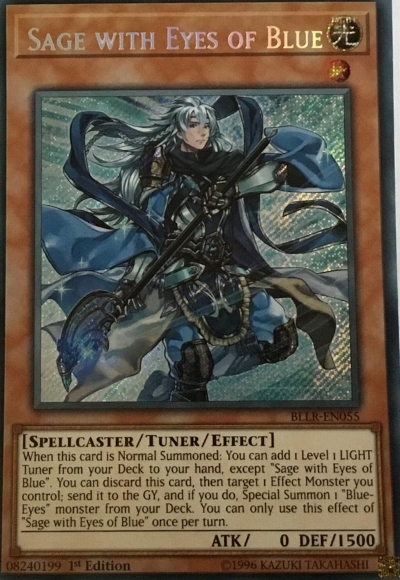 SAGE WITH EYES OF BLUE
光
BLLR-EN055
[SPELLCASTER/TUNER/EFFECT]
When this card is Normal Summoned: You can add 1 Level 1 LIGHT
Tuner from your Deck to your hand, except "Sage with Eyes of
Blue". You can discard this card, then target 1 Effect Monster you
control; send it to the GY, and if you do, Special Summon 1 "Blue-
Eyes" monster from your Deck. You can only use this effect of
"Sage with Eyes of Blue" once per turn.
ATK/ 0 DEF/1500
08240199 1st Edition ©1996 KAZUKI TAKAHASHI